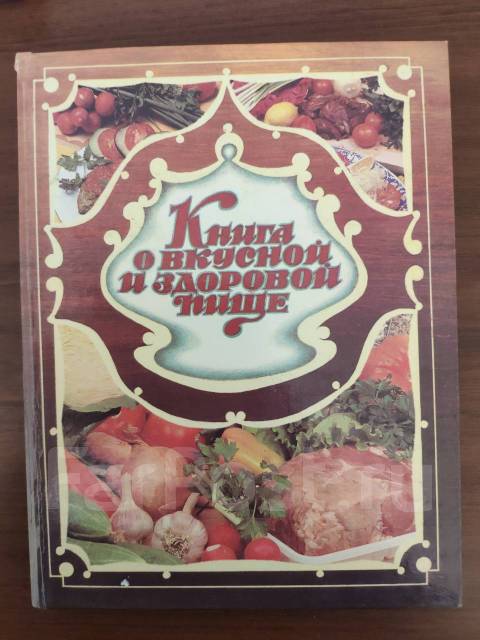 Книга
о вкусной
и здоровой
пище